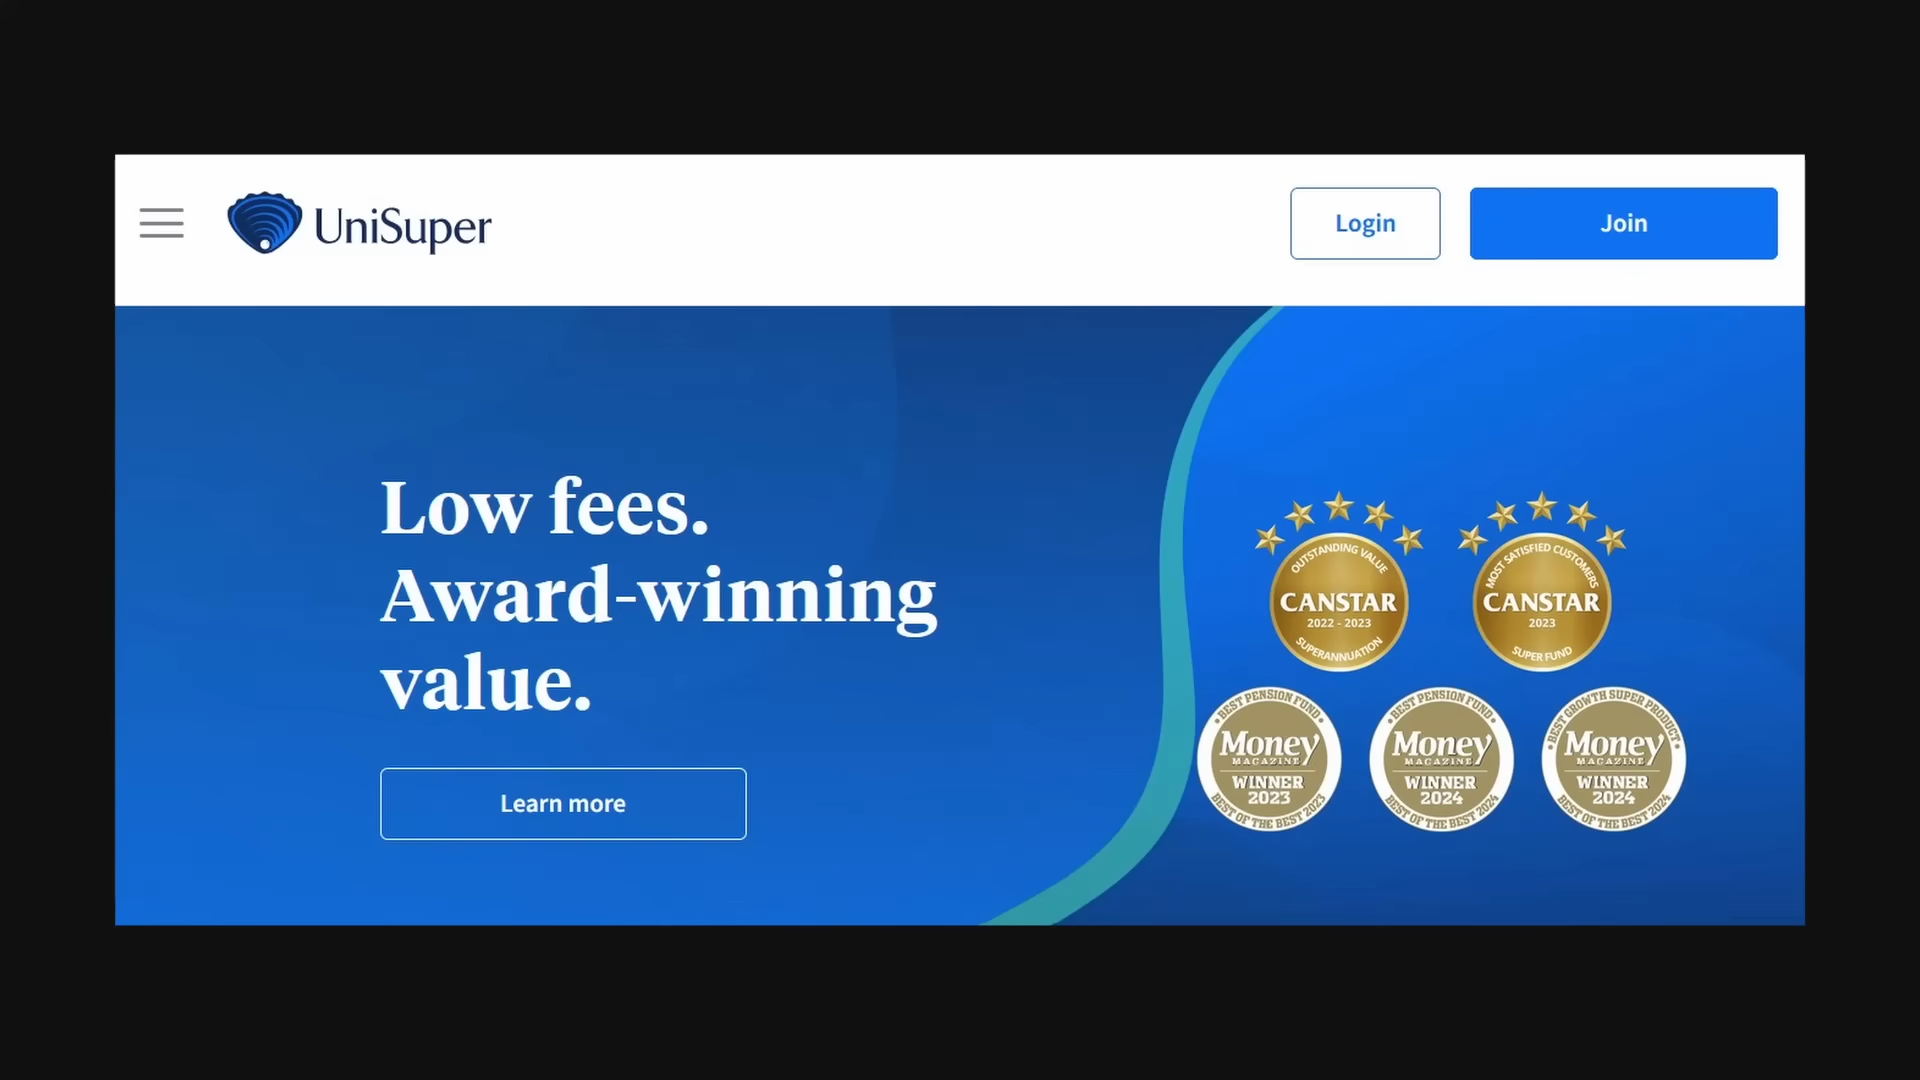 UniSuper
Login
Join
Low fees.
Award-winning
value.
Learn more
OUTSTANDING VALUE
CANSTAR
2022 - 2023
SUPERANNUATION
MOST SATISFIED CUSTOMERS
CANSTAR
2023
SUPER FUND
BEST PENSION FUND
Money
MAGAZINE
WINNER
2023
BEST OF THE BEST 2023
BEST PENSION FUND
Money
MAGAZINE
WINNER
2024
BEST OF THE BEST 2024
BEST GROWTH SUPER PRODUCT
Money
MAGAZINE
WINNER
2024
BEST OF THE BEST 2024